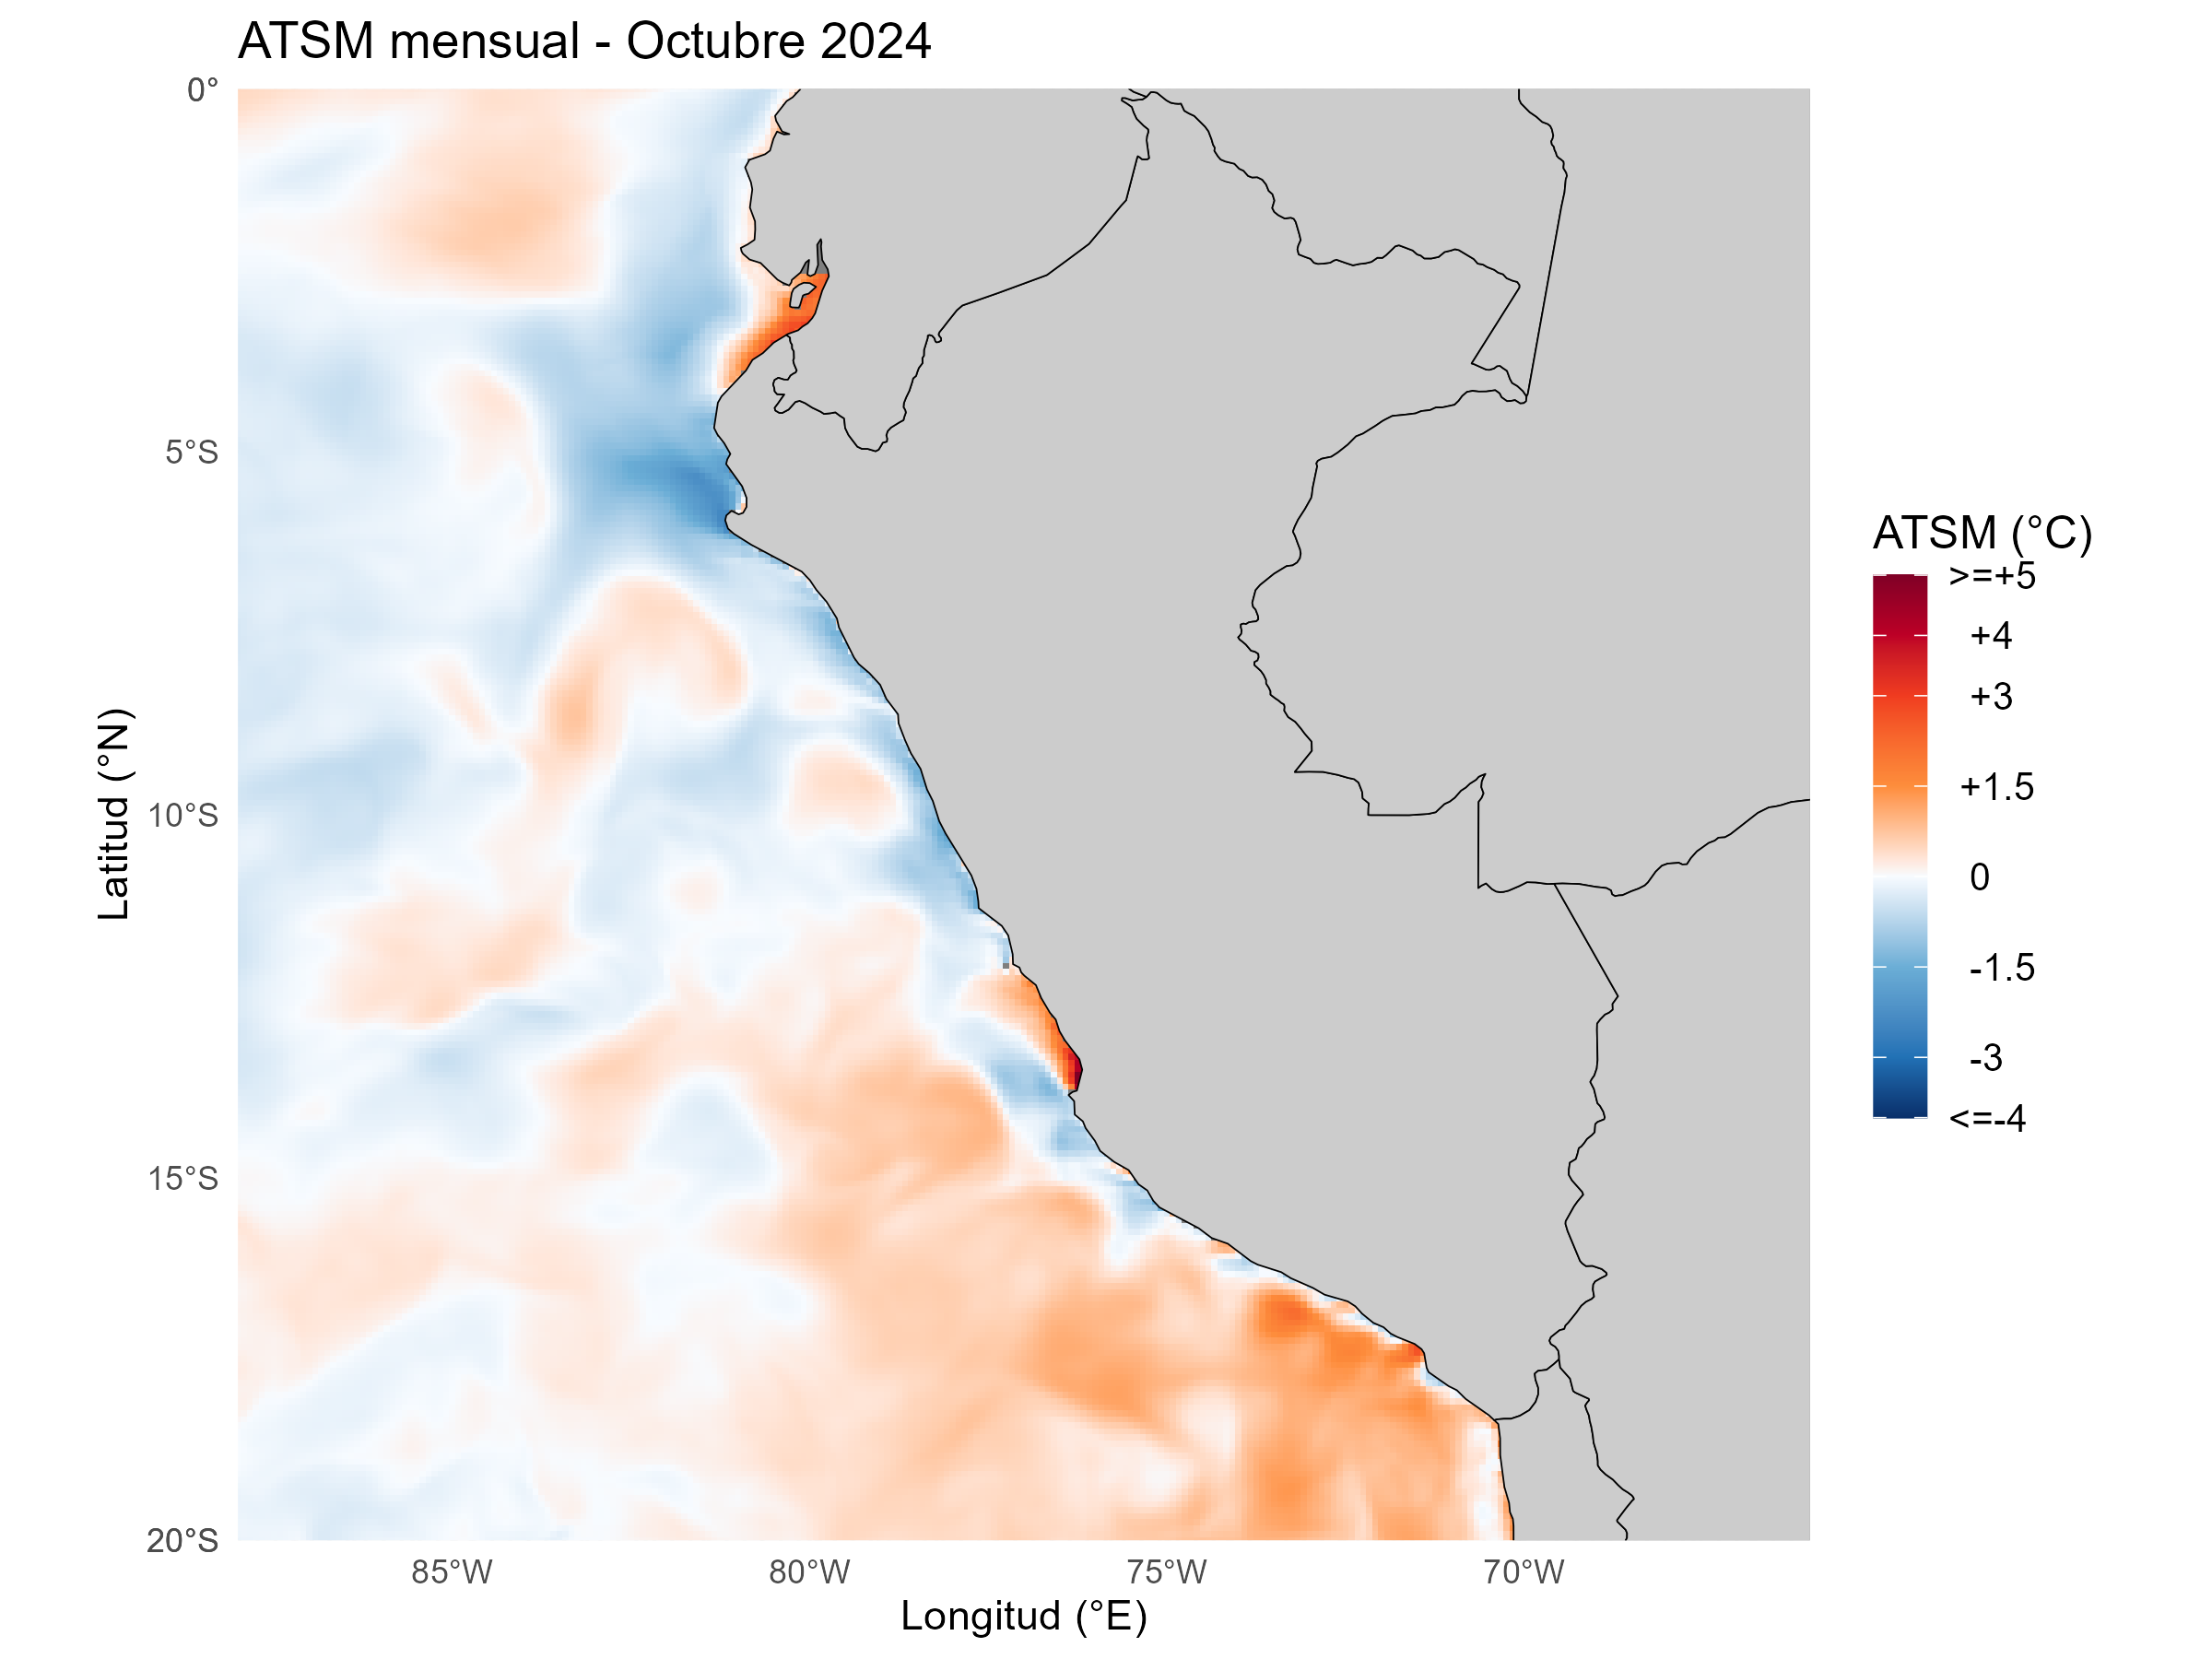 ATSM mensual - Octubre 2024
0°
5°S
10°S
15°S
20°S
Latitud (°N)
85°W
80°W
75°W
70°W
Longitud (°E)
ATSM (°C)
>=+5
+4
+3
+1.5
0
-1.5
-3
<=-4